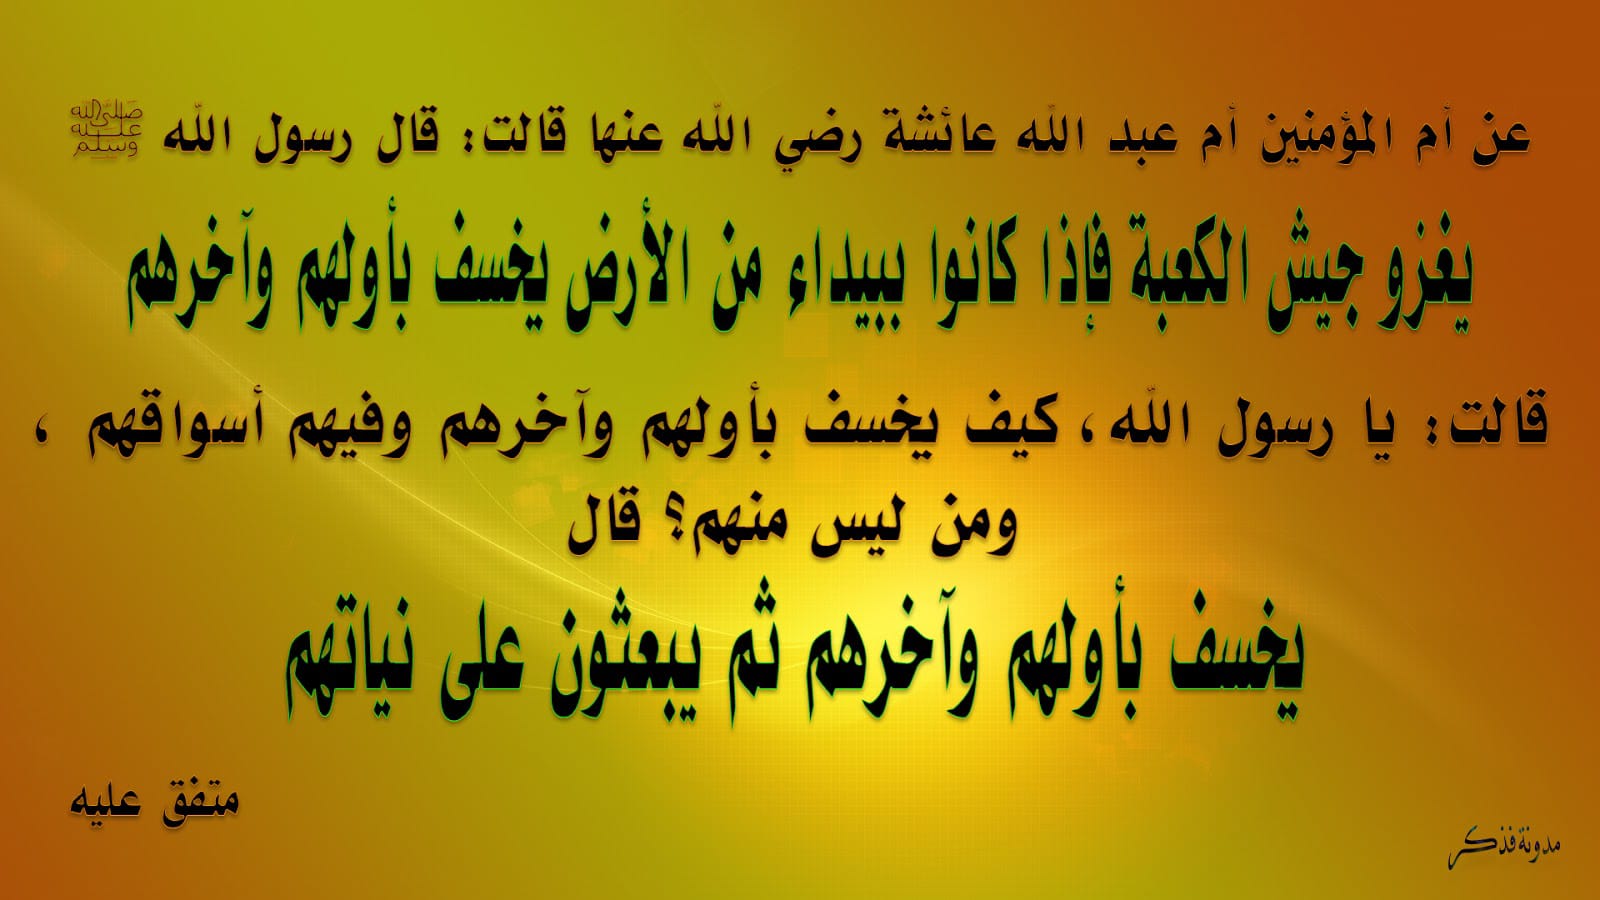 عن أم المؤمنين أم عبد الله عائشة رضي الله عنها قالت: قال رسول الله ﷺ
يغزو جيش الكعبة فإذا كانوا ببيداء من الأرض يخسف بأولهم وآخرهم
قالت: يا رسول الله، كيف يخسف بأولهم وآخرهم وفيهم أسواقهم ،
ومن ليس منهم؟ قال
يخسف بأولهم وآخرهم ثم يبعثون على نياتهم
متفق عليه
مدونة فذكر